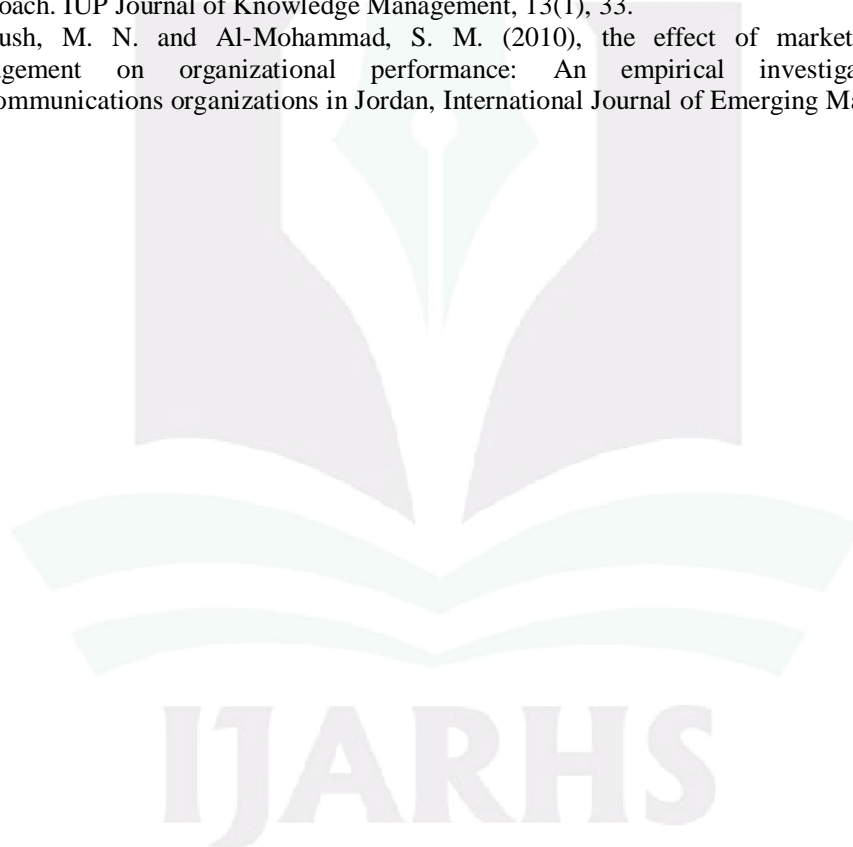 oach. IUP Journal of Knowledge Management, 13(1), 33.
ush, M. N. and Al-Mohammad, S. M. (2010), the effect of market
gement on organizational performance: An empirical investiga
ommunications organizations in Jordan, International Journal of Emerging Ma
IJARHS